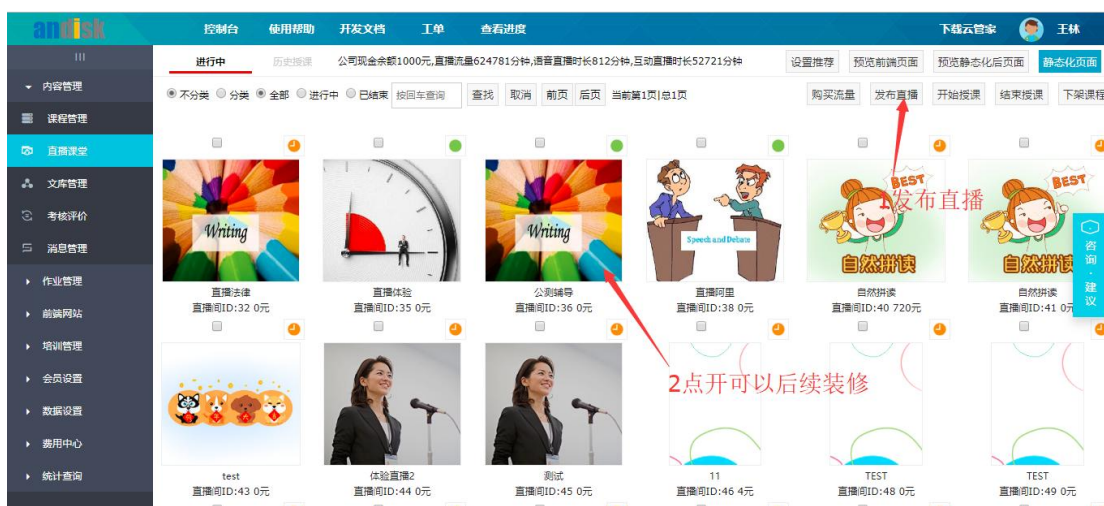 andisk 控制台 使用帮助 开发文档 工单 查看进度 下载云管家 王林
进行中 历史授课 公司现金余额1000元,直播流量624781分钟,语音直播时长812分钟,互动直播时长52721分钟 设置推荐 预览前端页面 预览静态化后页面 静态化页面
内容管理
不分类 分类 全部 进行中 已结束 按回车查询 查找 取消 前页 后页 当前第1页|总1页 购买流量 发布直播 开始授课 结束授课 下架课程
课程管理
直播课堂
文库管理
考核评价
消息管理
作业管理
前端网站
培训管理
会员设置
数据设置
费用中心
统计查询
Writing
Writing
Speech and Debate
BEST
自然拼读
BEST
自然拼读
1发布直播
咨询·建议
直播法律 直播体验 公测辅导 直播阿里 自然拼读 自然拼读
直播间ID:32 0元 直播间ID:35 0元 直播间ID:36 0元 直播间ID:38 0元 直播间ID:40 720元 直播间ID:41 0元
2点开可以后续装修
test 体验直播2 测试 11 TEST TEST
直播间ID:43 0元 直播间ID:44 0元 直播间ID:45 0元 直播间ID:46 4元 直播间ID:48 0元 直播间ID:49 0元